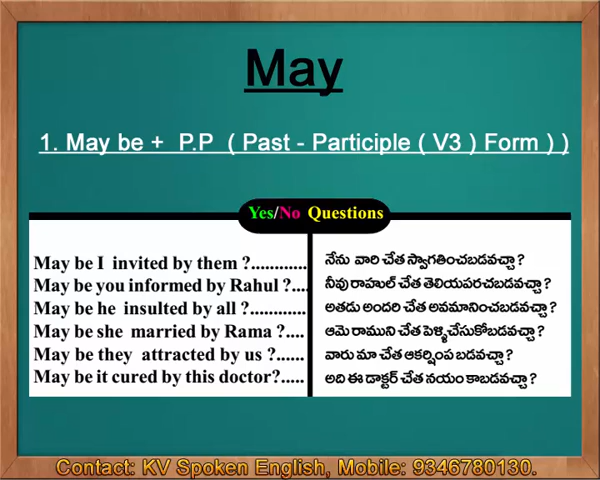 May
1. May be + P.P ( Past - Participle ( V3 ) Form ) )
Yes/No Questions
May be I invited by them ?............
May be you informed by Rahul ?....
May be he insulted by all ?.........
May be she married by Rama ?....
May be they attracted by us ?......
May be it cured by this doctor?.....
నేను వారి చేత స్వాగతించబడవచ్చా ?
నీవు రాహుల్ చేత తెలియపరచబడవచ్చా ?
అతడు అందరి చేత అవమానించబడవచ్చా ?
ఆమె రాముని చేత పెళ్ళిచేసుకోబడవచ్చా ?
వారు మా చేత ఆకర్షింప బడవచ్చా ?
అది ఈ డాక్టర్ చేత నయం కాబడవచ్చా ?
Contact: KV Spoken English, Mobile: 9346780130.